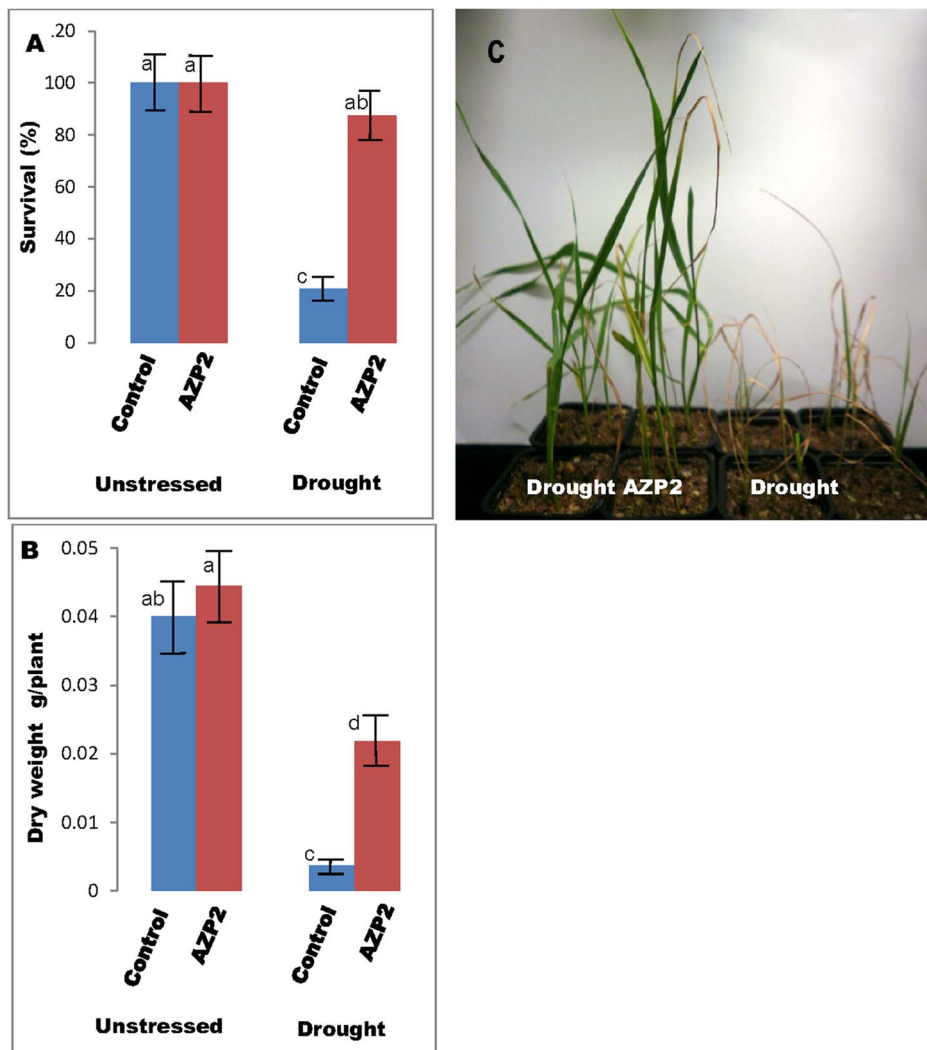 A
20
100
80
60
40
20
0
Survival (%)
a
a
c
ab
Control
AZP2
Control
AZP2
Unstressed
Drought
B
0.05
0.04
0.03
0.02
0.01
0
Dry weight g/plant
ab
a
c
d
Control
AZP2
Control
AZP2
Unstressed
Drought
C
Drought AZP2
Drought